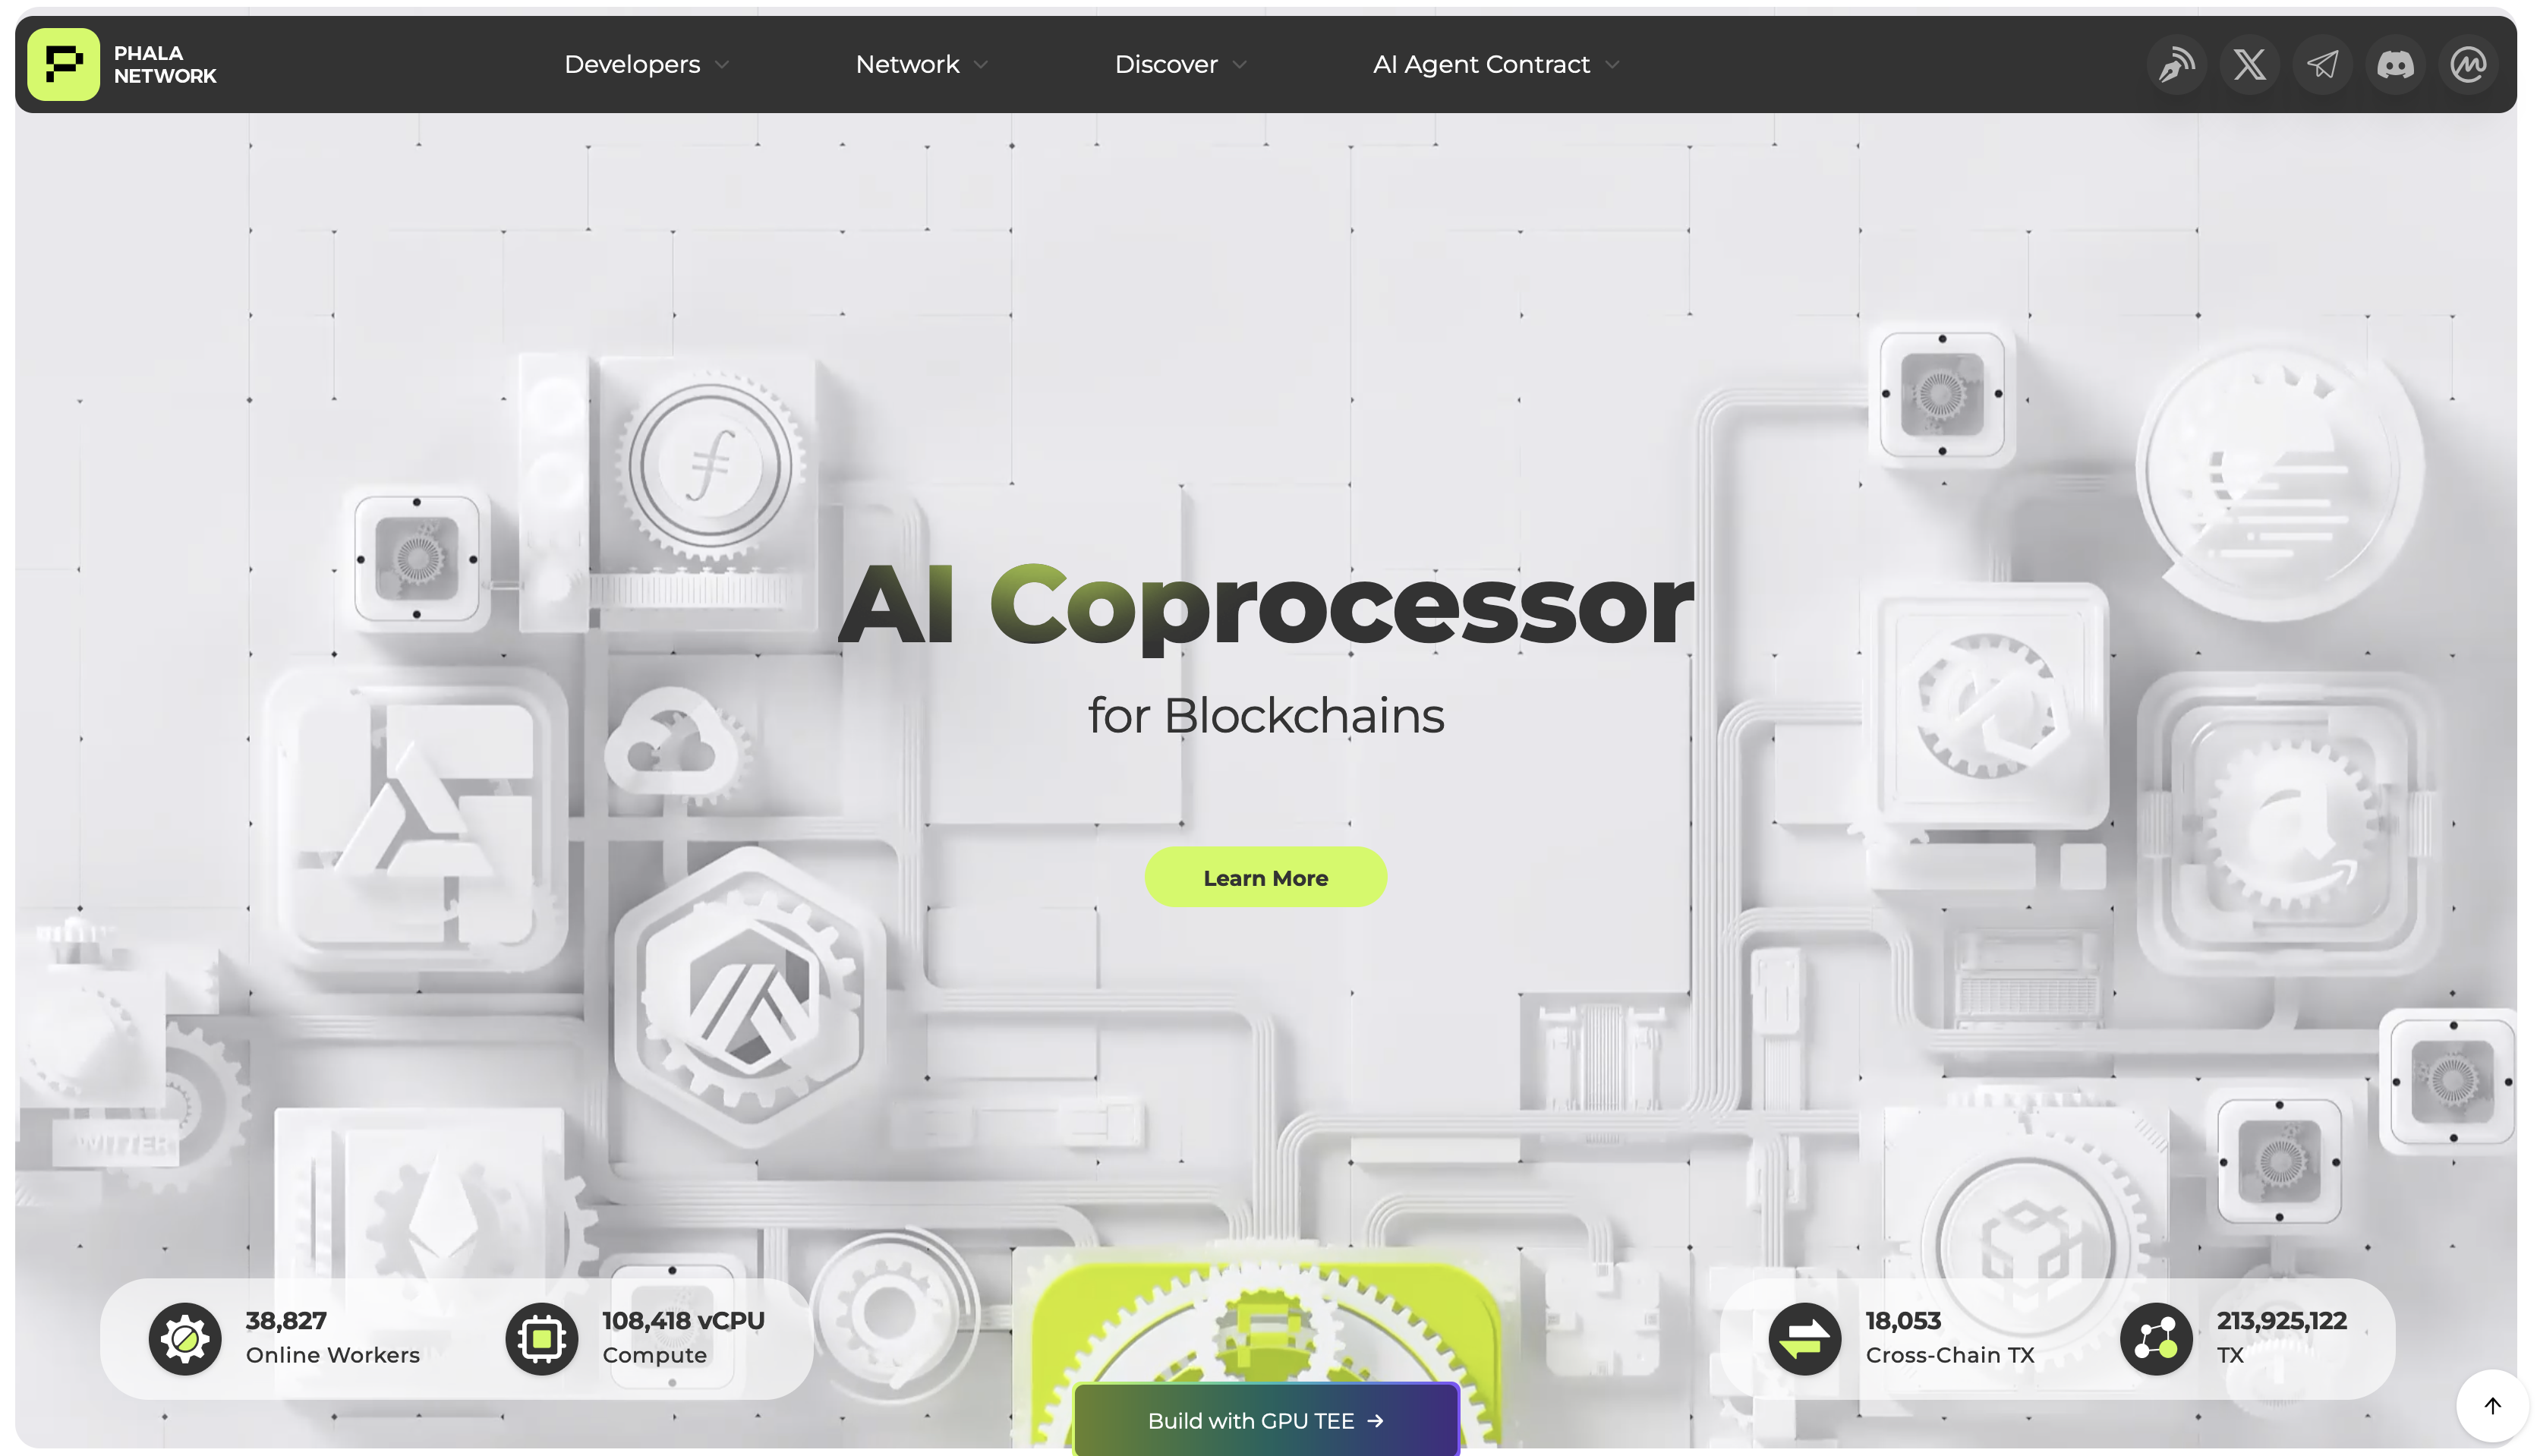 PHALA
NETWORK
Developers
Network
Discover
AI Agent Contract
AI Coprocessor
for Blockchains
Learn More
WITTER
38,827
Online Workers
108,418 vCPU
Compute
18,053
Cross-Chain TX
213,925,122
TX
Build with GPU TEE →